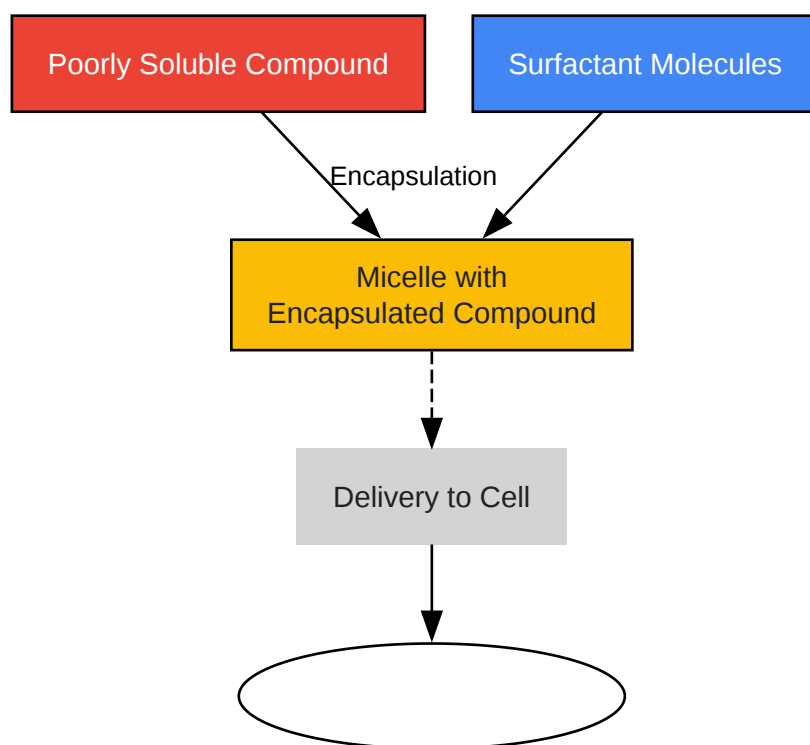 Poorly Soluble Compound
Surfactant Molecules
Encapsulation
Micelle with
Encapsulated Compound
Delivery to Cell